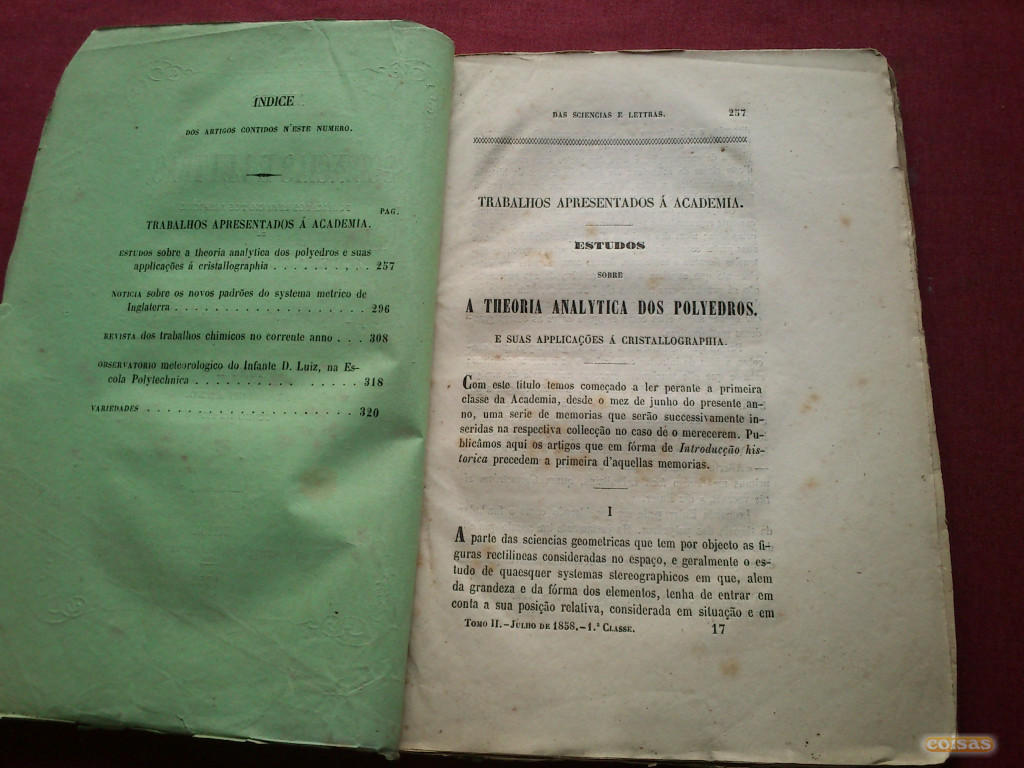 INDICE
DOS ARTIGOS CONTIDOS N'ESTE NUMERO.
PAG.
TRABALHOS APRESENTADOS Á ACADEMIA.
ESTUDOS sobre a theoria analytica dos polyedros e suas
applicações á cristallographia . . . . . . . . . 257
NOTICIA sobre os novos padrões do systema metrico de
Inglaterra . . . . . . . . . . . . . . . . . . 296
REVISTA dos trabalhos chimicos no corrente anno . . . 308
OBSERVATORIO meteorologico do Infante D. Luiz, na Es-
cola Polytechnica . . . . . . . . . . . . . . . 318
VARIEDADES . . . . . . . . . . . . . . . . . . . . 320
DAS SCIENCIAS E LETTRAS. 257
TRABALHOS APRESENTADOS Á ACADEMIA.
ESTUDOS
SOBRE
A THEORIA ANALYTICA DOS POLYEDROS.
E SUAS APPLICAÇÕES Á CRISTALLOGRAPHIA.
Com este titulo temos começado a ler perante a primeira
classe da Academia, desde o mez de junho do presente an-
no, uma serie de memorias que serão successivamente in-
seridas na respectiva collecção no caso de o merecerem. Pu-
blicâmos aqui os artigos que em fórma de Introducção his-
torica precedem a primeira d'aquellas memorias.
I
A parte das sciencias geometricas que tem por objecto as fi-
guras rectilineas consideradas no espaço, e geralmente o es-
tudo de quaesquer systemas stereographicos em que, alem
da grandeza e da fórma dos elementos, tenha de entrar em
conta a sua posição relativa, considerada em situação e em
TOMO II.—JULHO DE 1858.—1.ª CLASSE. 17
coisas